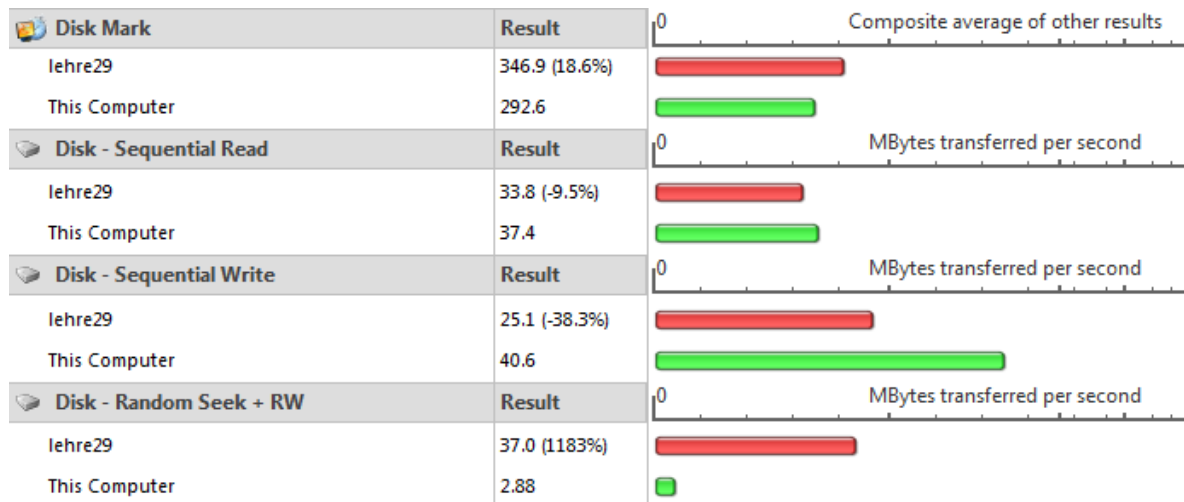 Disk Mark Result 0 Composite average of other results
lehre29 346.9 (18.6%)
This Computer 292.6
Disk - Sequential Read Result 0 MBytes transferred per second
lehre29 33.8 (-9.5%)
This Computer 37.4
Disk - Sequential Write Result 0 MBytes transferred per second
lehre29 25.1 (-38.3%)
This Computer 40.6
Disk - Random Seek + RW Result 0 MBytes transferred per second
lehre29 37.0 (1183%)
This Computer 2.88